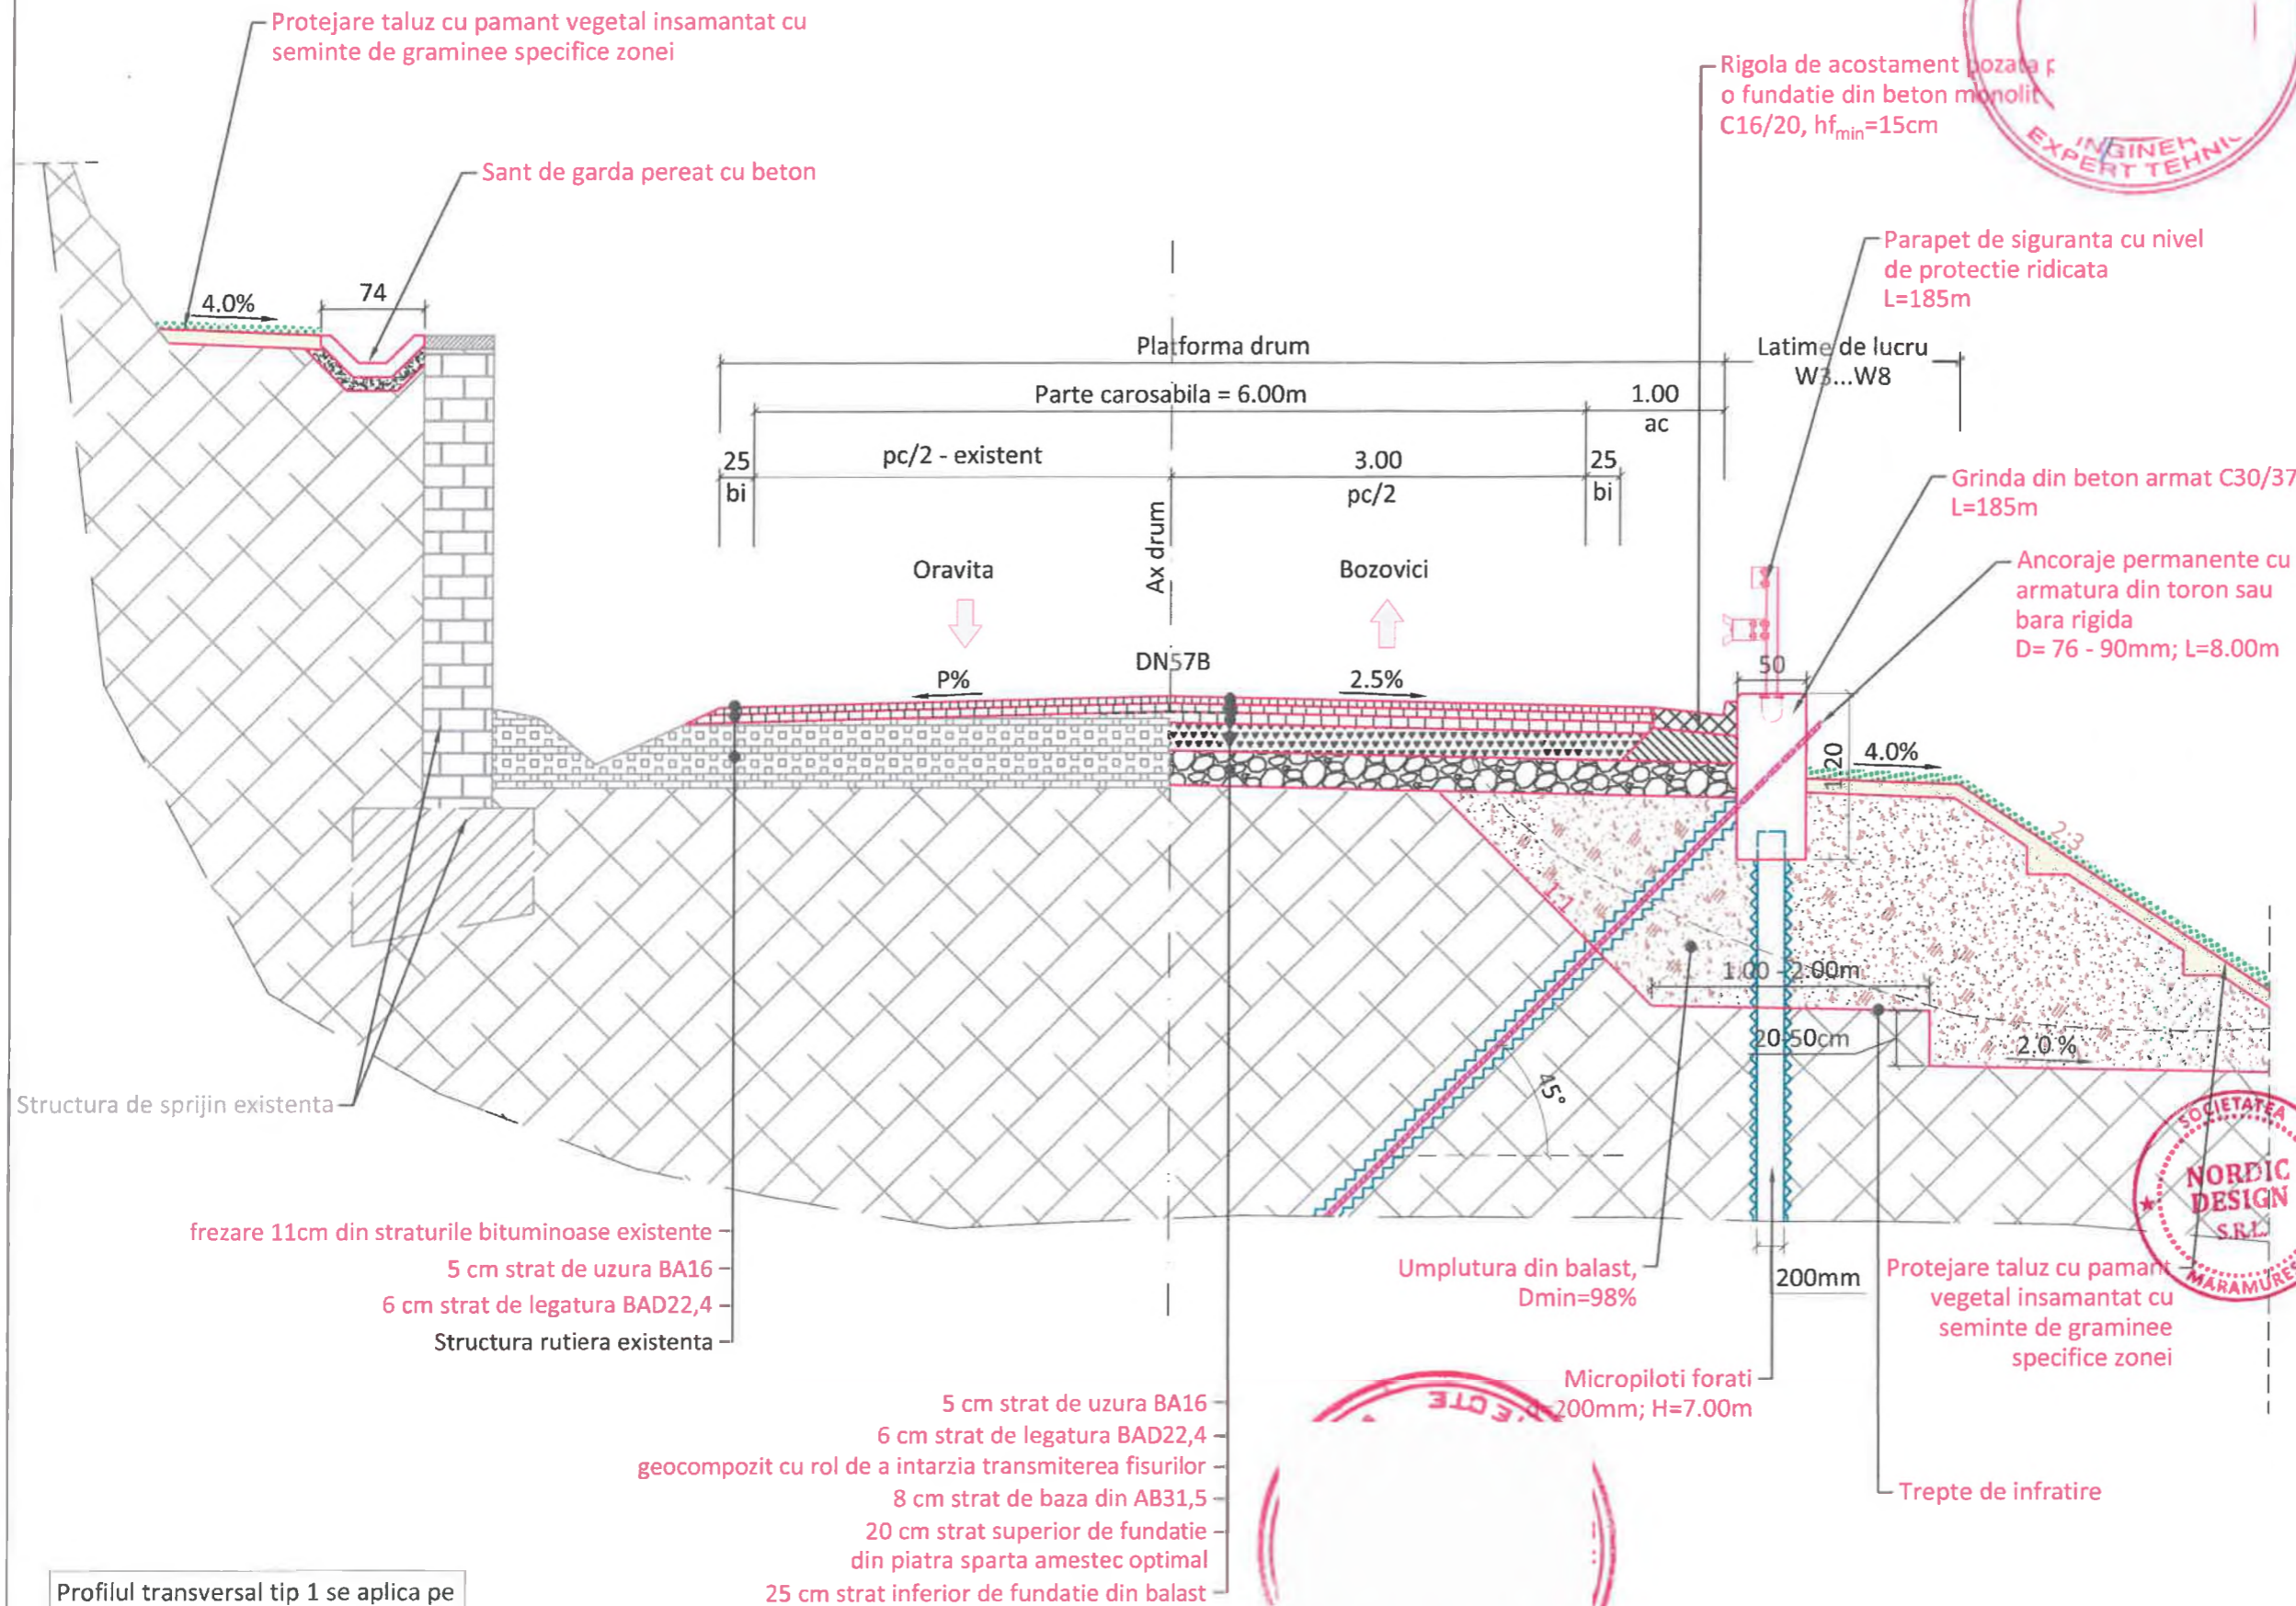 Protejare taluz cu pamant vegetal insamantat cu
seminte de graminee specifice zonei
Rigola de acostament pozata p
o fundatie din beton monolit
C16/20, hfmin=15cm
INGINER
EXPERT TEHNIC
Sant de garda pereat cu beton
Parapet de siguranta cu nivel
de protectie ridicata
L=185m
4.0%
74
Platforma drum
Latime de lucru
W3...W8
Parte carosabila = 6.00m
1.00
ac
25
bi
pc/2 - existent
3.00
pc/2
25
bi
Grinda din beton armat C30/37
L=185m
Ax drum
Oravita
Bozovici
Ancoraje permanente cu
armatura din toron sau
bara rigida
D= 76 - 90mm; L=8.00m
DN57B
P%
2.5%
50
1.20
4.0%
2:3
1:1
1.00 - 2.00m
20-50cm
2.0 %
45°
Structura de sprijin existenta
SOCIETATEA
NORDIC
DESIGN
S.R.L.
MARAMURES
frezare 11cm din straturile bituminoase existente
5 cm strat de uzura BA16
6 cm strat de legatura BAD22,4
Structura rutiera existenta
Umplutura din balast,
Dmin=98%
200mm
Protejare taluz cu pamant
vegetal insamantat cu
seminte de graminee
specifice zonei
Micropiloti forati
d=200mm; H=7.00m
Trepte de infratire
5 cm strat de uzura BA16
6 cm strat de legatura BAD22,4
geocompozit cu rol de a intarzia transmiterea fisurilor
8 cm strat de baza din AB31,5
20 cm strat superior de fundatie
din piatra sparta amestec optimal
25 cm strat inferior de fundatie din balast
Profilul transversal tip 1 se aplica pe